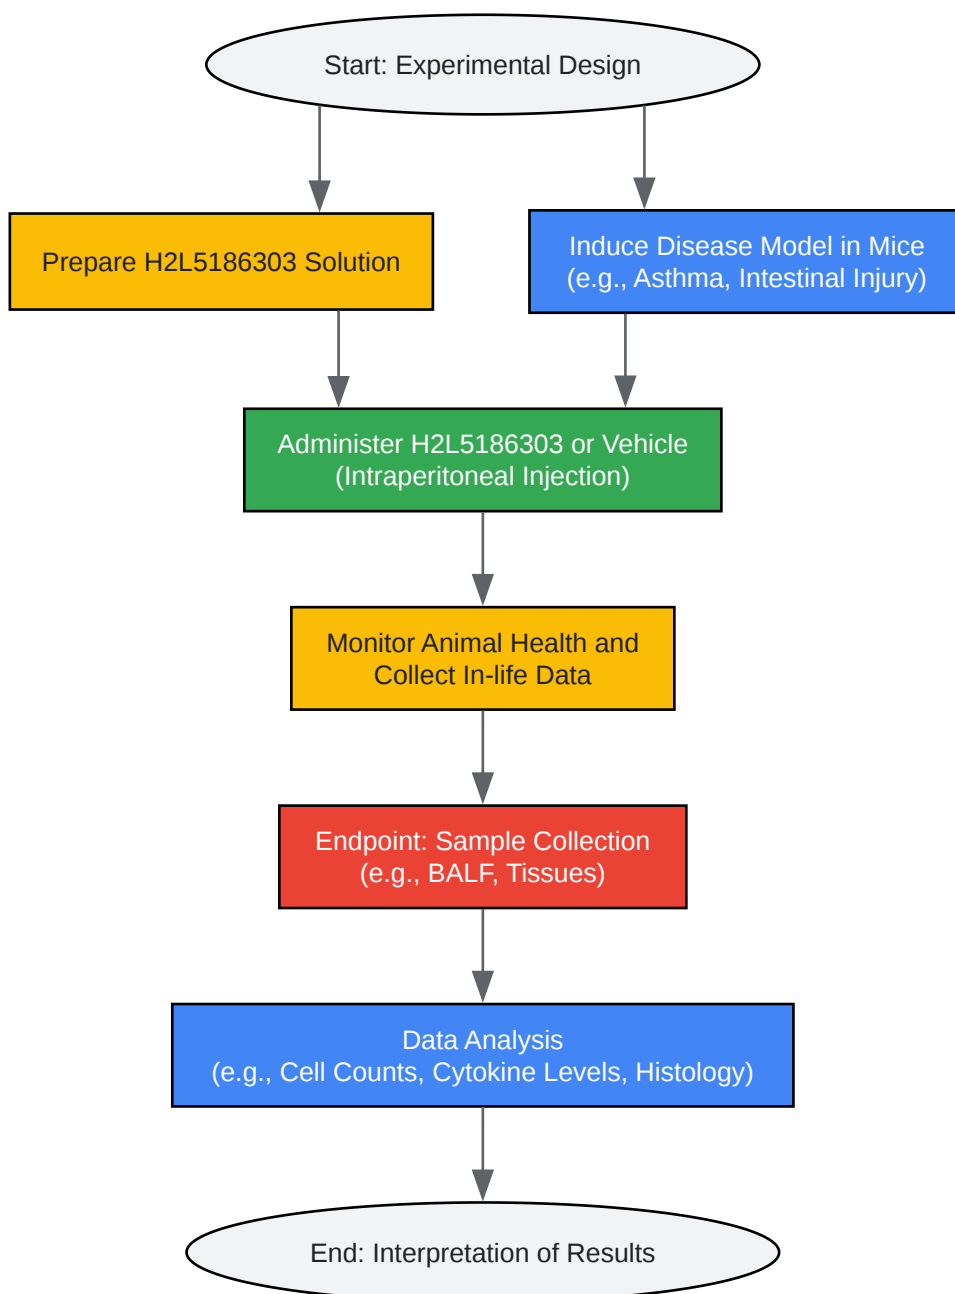 Start: Experimental Design
Prepare H2L5186303 Solution
Induce Disease Model in Mice
(e.g., Asthma, Intestinal Injury)
Administer H2L5186303 or Vehicle
(Intraperitoneal Injection)
Monitor Animal Health and
Collect In-life Data
Endpoint: Sample Collection
(e.g., BALF, Tissues)
Data Analysis
(e.g., Cell Counts, Cytokine Levels, Histology)
End: Interpretation of Results